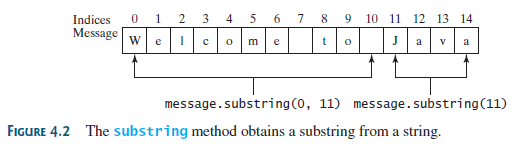 Indices 0 1 2 3 4 5 6 7 8 9 10 11 12 13 14
Message W e l c o m e t o J a v a
message.substring(0, 11) message.substring(11)
FIGURE 4.2 The substring method obtains a substring from a string.